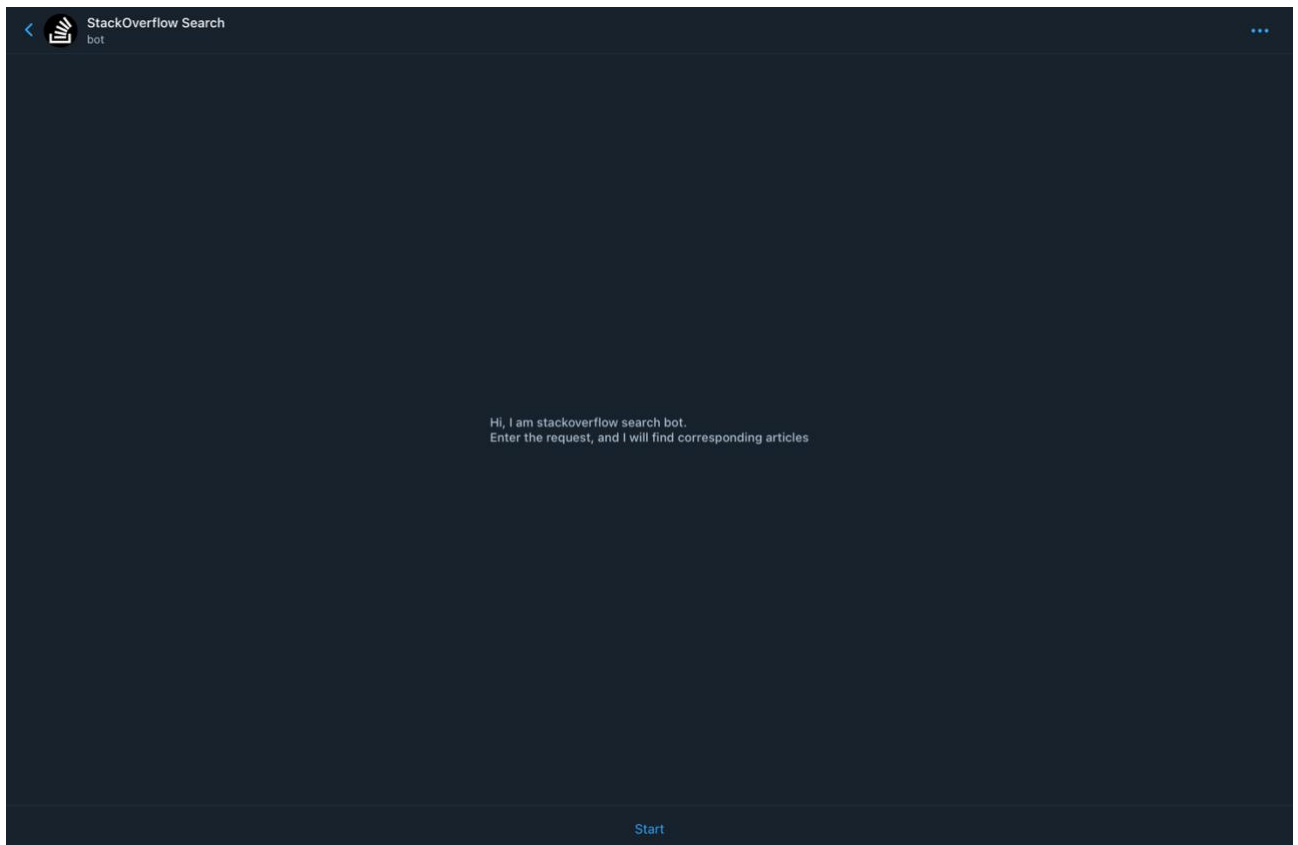 StackOverflow Search
bot
Hi, I am stackoverflow search bot.
Enter the request, and I will find corresponding articles
Start